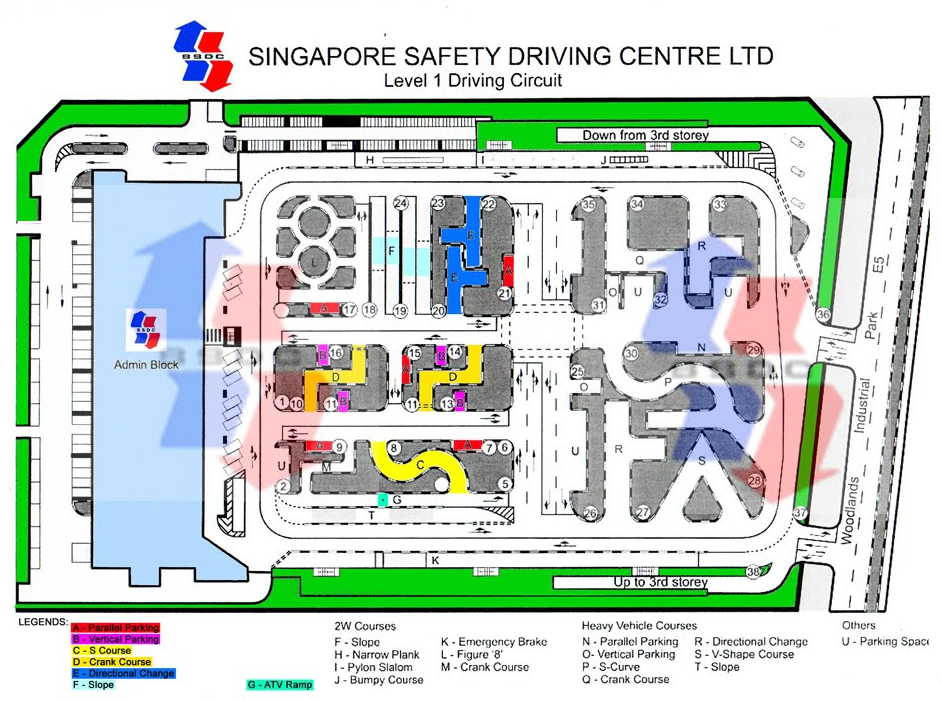 SSDC
SINGAPORE SAFETY DRIVING CENTRE LTD
Level 1 Driving Circuit
Down from 3rd storey
H I J
35 34 33
24 23 22
E
F
R
E5
L
Q
E
A
21
O U 32 U
31
A 17 18 19 20
36
SSDC
Admin Block
Park
B 16 15 B 14
30 N 29
D A D
25
P
O
1 10 11 B 11 13 B
Industrial
A 9 8 A 7 6
U M C
U R S
2 5
28
G
T
26 27
37
Woodlands
K
38
Up to 3rd storey
LEGENDS:
A - Parallel Parking
B - Vertical Parking
C - S Course
D - Crank Course
E - Directional Change
F - Slope
G - ATV Ramp
2W Courses
F - Slope
H - Narrow Plank
I - Pylon Slalom
J - Bumpy Course
K - Emergency Brake
L - Figure '8'
M - Crank Course
Heavy Vehicle Courses
N - Parallel Parking
O- Vertical Parking
P - S-Curve
Q - Crank Course
R - Directional Change
S - V-Shape Course
T - Slope
Others
U - Parking Space